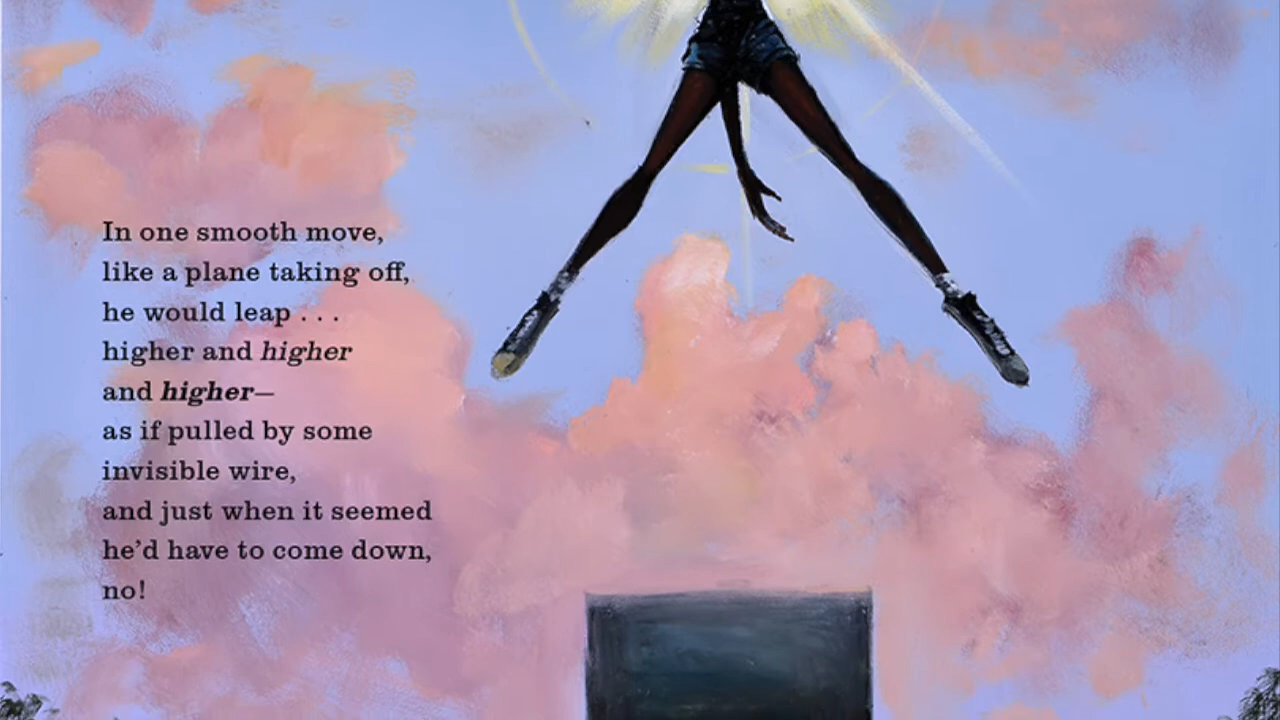 In one smooth move,
like a plane taking off,
he would leap . . .
higher and higher
and higher—
as if pulled by some
invisible wire,
and just when it seemed
he’d have to come down,
no!